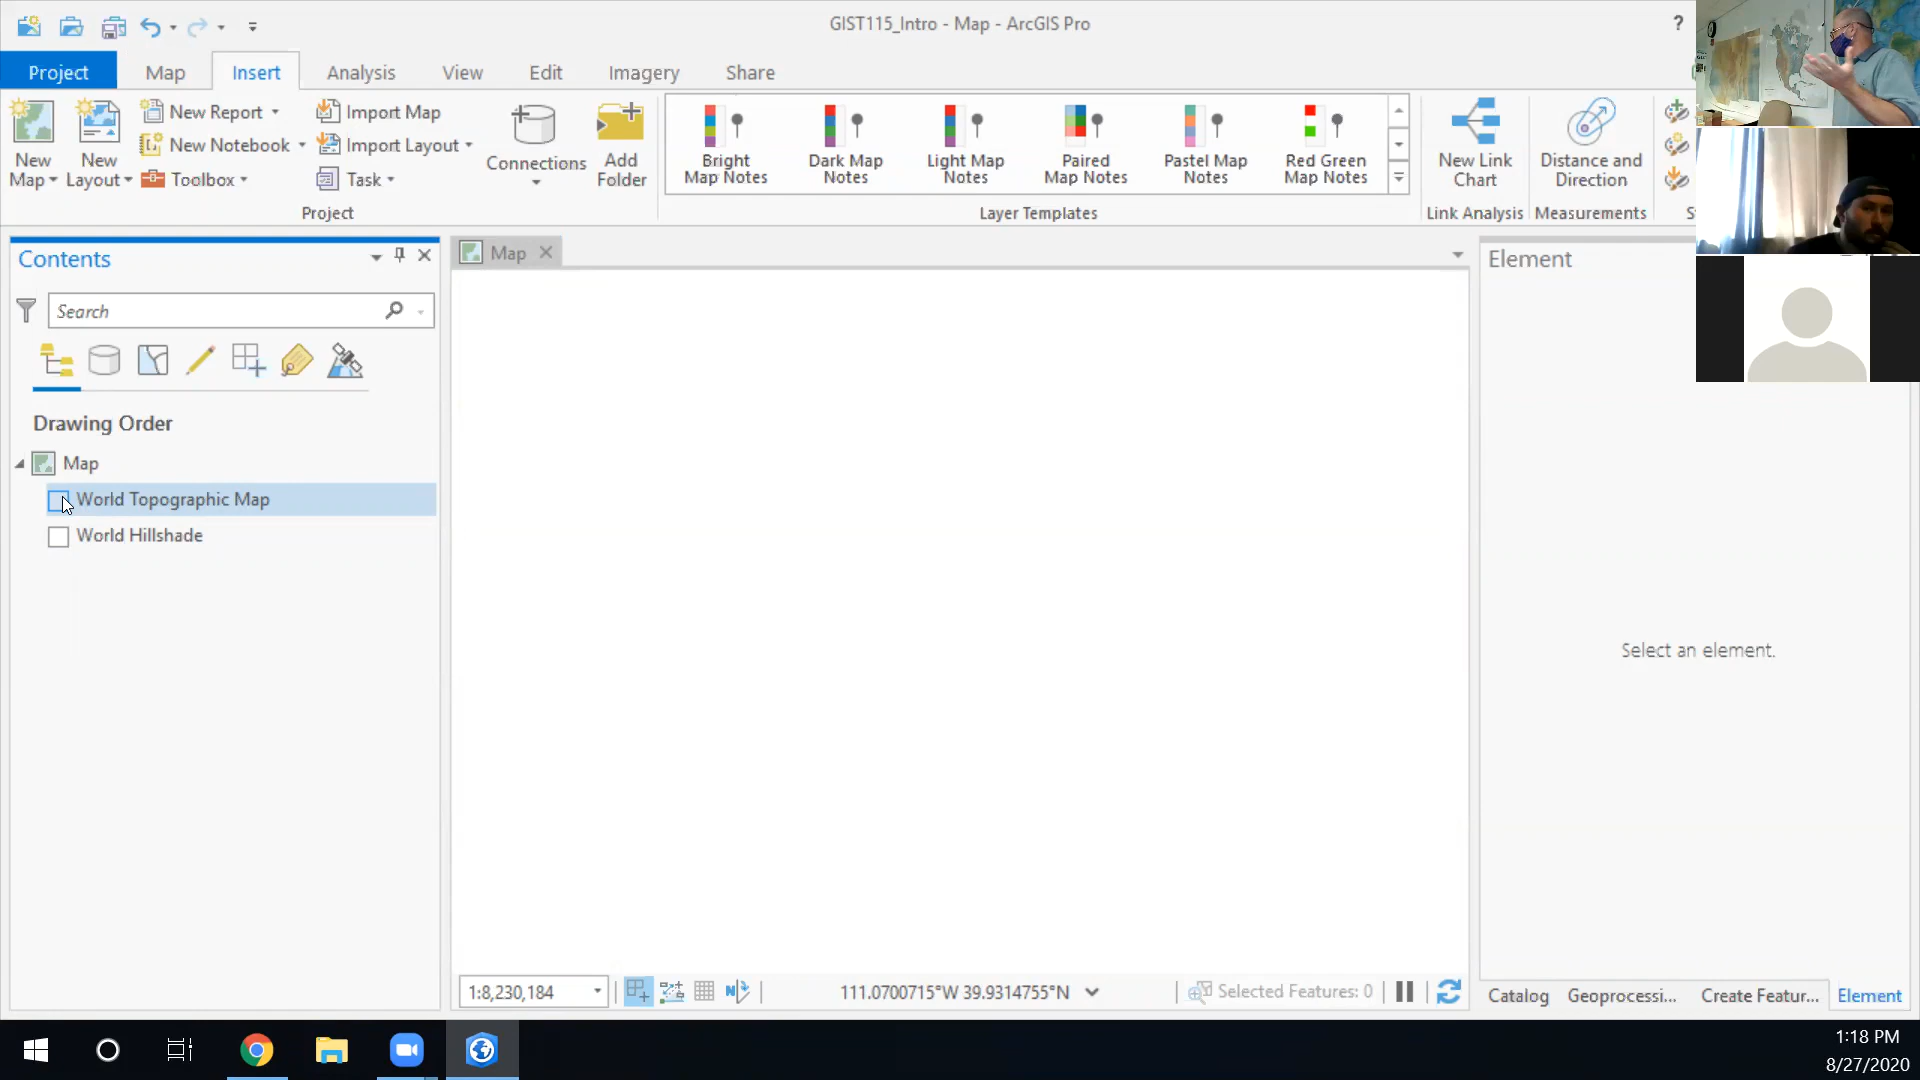 GIST115_Intro - Map - ArcGIS Pro
?
Project
Map
Insert
Analysis
View
Edit
Imagery
Share
New
Map
New
Layout
New Report
New Notebook
Toolbox
Import Map
Import Layout
Task
Connections
Add
Folder
Bright
Map Notes
Dark Map
Notes
Light Map
Notes
Paired
Map Notes
Pastel Map
Notes
Red Green
Map Notes
New Link
Chart
Distance and
Direction
Project
Layer Templates
Link Analysis
Measurements
Contents
Search
Drawing Order
Map
World Topographic Map
World Hillshade
Map
Element
Select an element.
1:8,230,184
111.0700715°W 39.9314755°N
Selected Features: 0
Catalog
Geoprocessi...
Create Featur...
Element
1:18 PM
8/27/2020